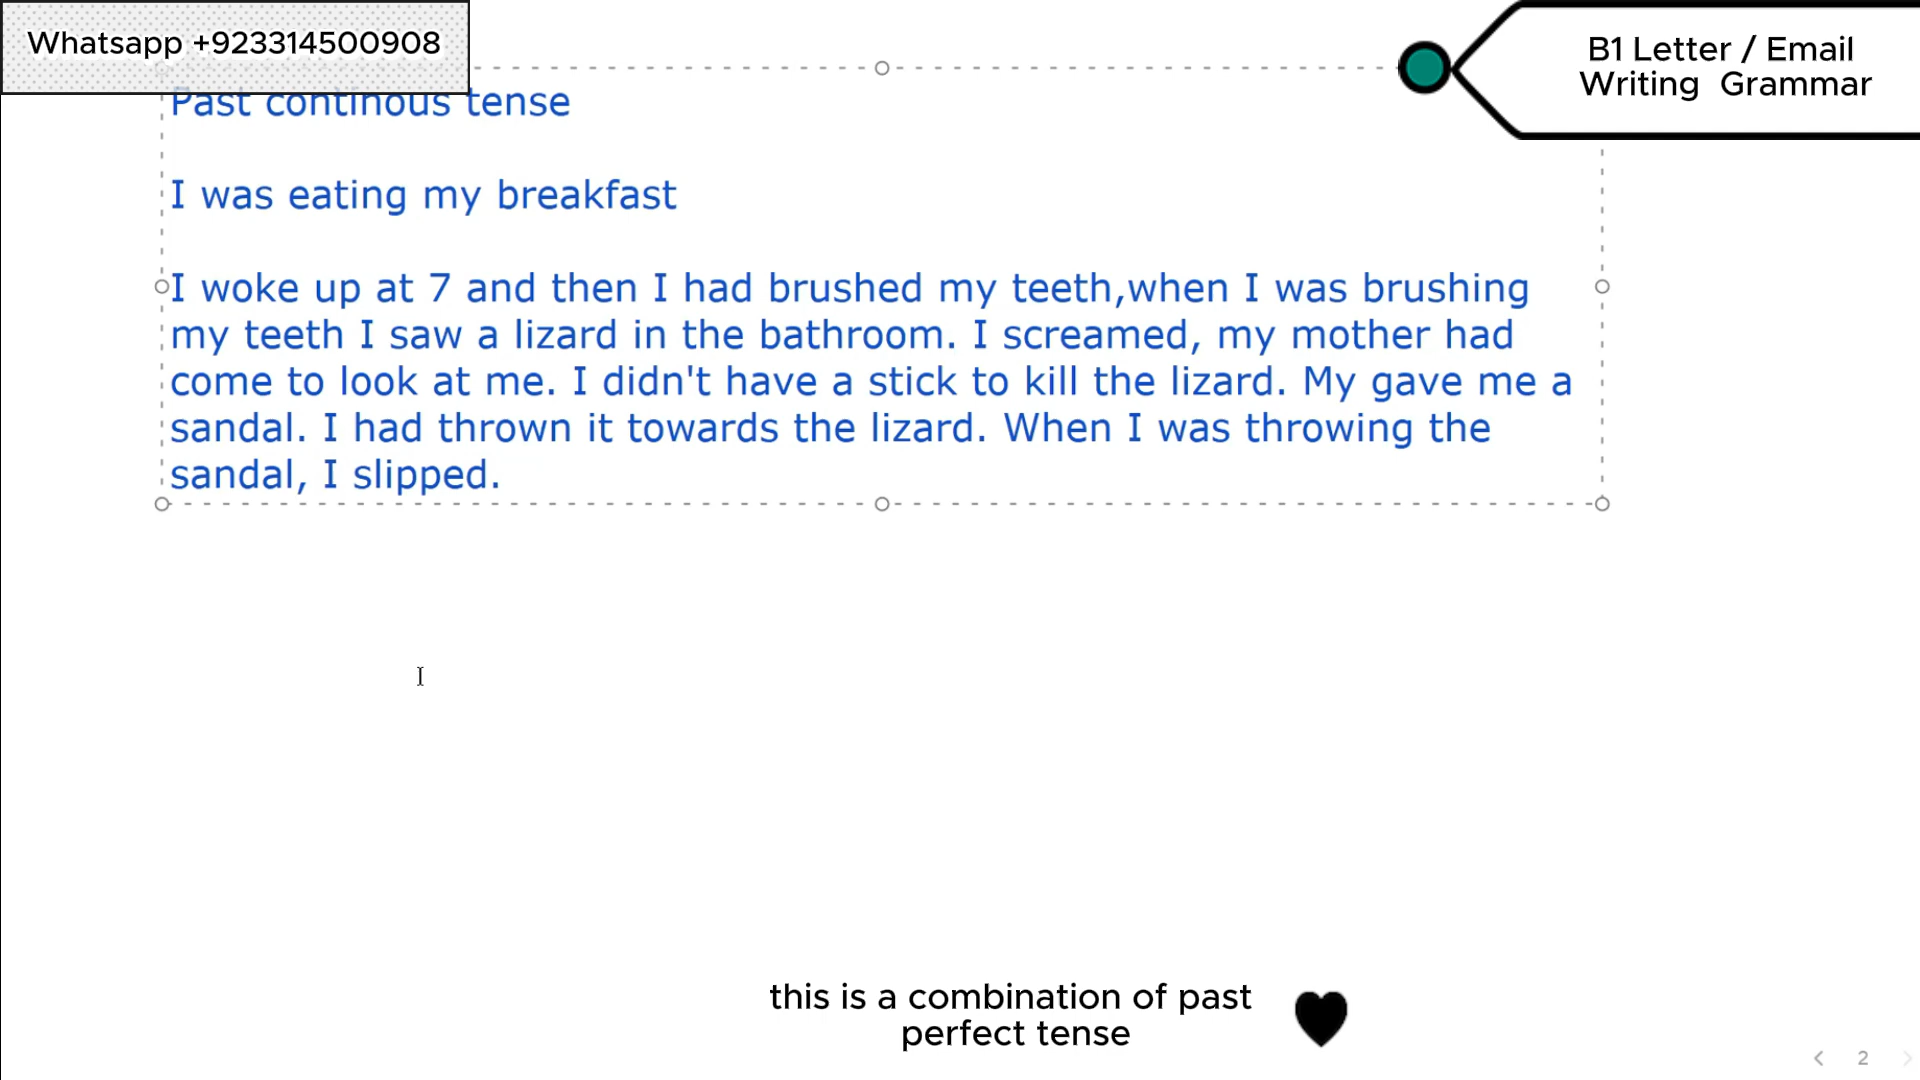 Whatsapp +923314500908
B1 Letter / Email
Writing Grammar
Past continous tense
I was eating my breakfast
I woke up at 7 and then I had brushed my teeth,when I was brushing
my teeth I saw a lizard in the bathroom. I screamed, my mother had
come to look at me. I didn't have a stick to kill the lizard. My gave me a
sandal. I had thrown it towards the lizard. When I was throwing the
sandal, I slipped.
this is a combination of past
perfect tense
2